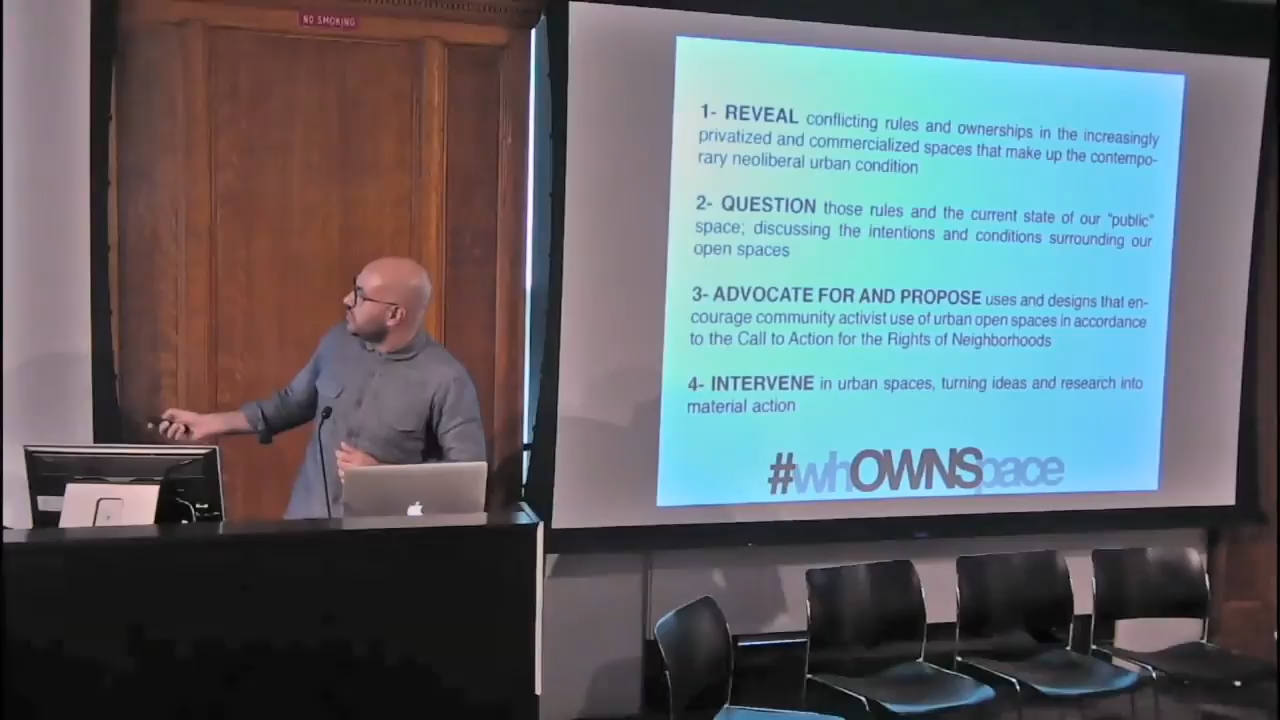 NO SMOKING
1- REVEAL conflicting rules and ownerships in the increasingly
privatized and commercialized spaces that make up the contempo-
rary neoliberal urban condition
2- QUESTION those rules and the current state of our "public"
space; discussing the intentions and conditions surrounding our
open spaces
3- ADVOCATE FOR AND PROPOSE uses and designs that en-
courage community activist use of urban open spaces in accordance
to the Call to Action for the Rights of Neighborhoods
4- INTERVENE in urban spaces, turning ideas and research into
material action
#whOWNSpace